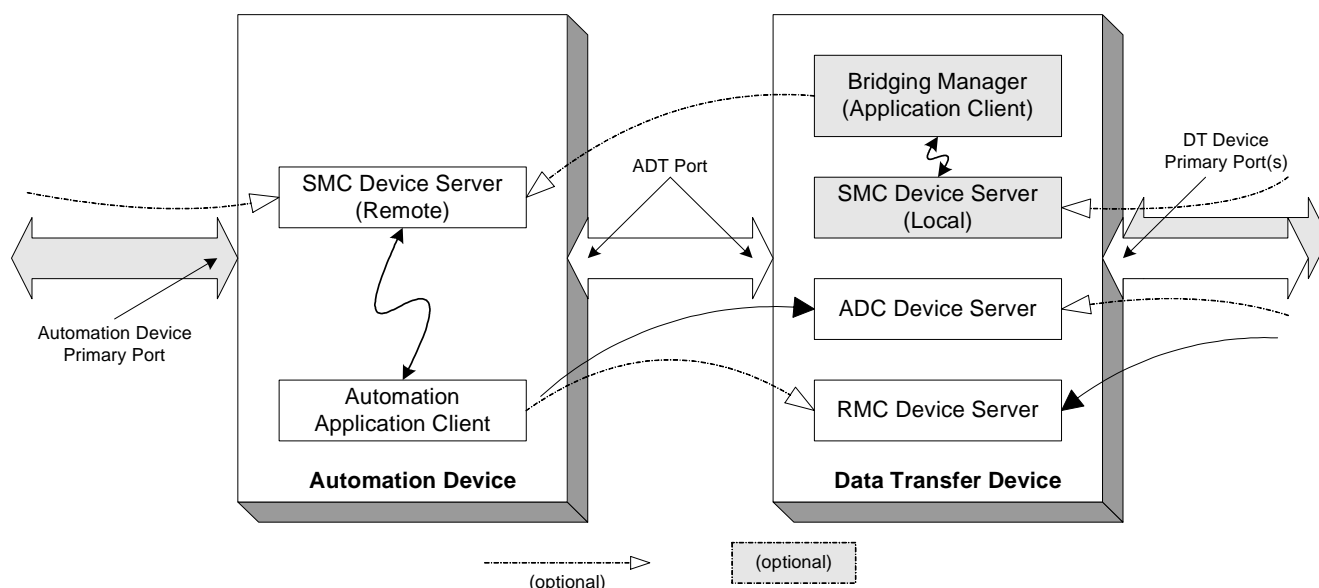 Bridging Manager
(Application Client)
DT Device
Primary Port(s)
ADT Port
SMC Device Server
(Remote)
SMC Device Server
(Local)
ADC Device Server
Automation Device
Primary Port
Automation
Application Client
RMC Device Server
Automation Device
Data Transfer Device
(optional)
(optional)